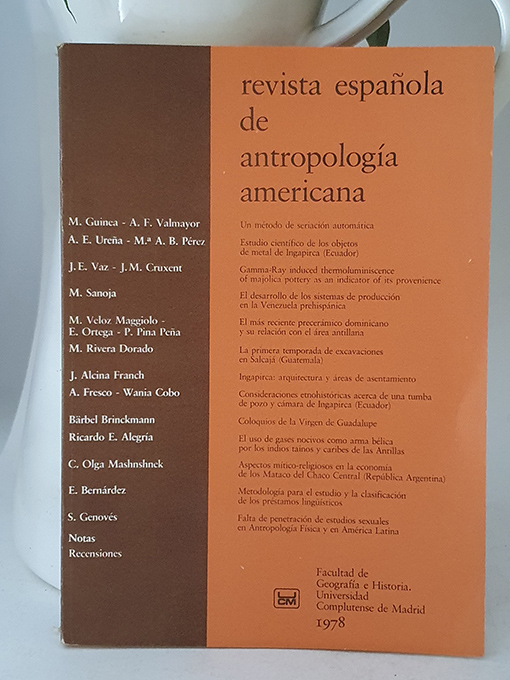 revista española
de
antropología
americana
M. Guinea - A. F. Valmayor
Un método de seriación automática
A. E. Ureña - M.ª A. B. Pérez
Estudio científico de los objetos
de metal de Ingapirca (Ecuador)
J. E. Vaz - J. M. Cruxent
Gamma-Ray induced thermoluminiscence
of majolica pottery as an indicator of its provenience
M. Sanoja
El desarrollo de los sistemas de producción
en la Venezuela prehispánica
M. Veloz Maggiolo -
E. Ortega - P. Pina Peña
El más reciente precerámico dominicano
y su relación con el área antillana
M. Rivera Dorado
La primera temporada de excavaciones
en Salcajá (Guatemala)
J. Alcina Franch
Ingapirca: arquitectura y áreas de asentamiento
A. Fresco - Wania Cobo
Consideraciones etnohistóricas acerca de una tumba
de pozo y cámara de Ingapirca (Ecuador)
Bärbel Brinckmann
Coloquios de la Virgen de Guadalupe
Ricardo E. Alegría
El uso de gases nocivos como arma bélica
por los indios tainos y caribes de las Antillas
C. Olga Mashnshnek
Aspectos mítico-religiosos en la economía
de los Mataco del Chaco Central (República Argentina)
E. Bernárdez
Metodología para el estudio y la clasificación
de los préstamos lingüísticos
S. Genovés
Falta de penetración de estudios sexuales
en Antropología Física y en América Latina
Notas
Recensiones
UCM
Facultad de
Geografía e Historia.
Universidad
Complutense de Madrid
1978